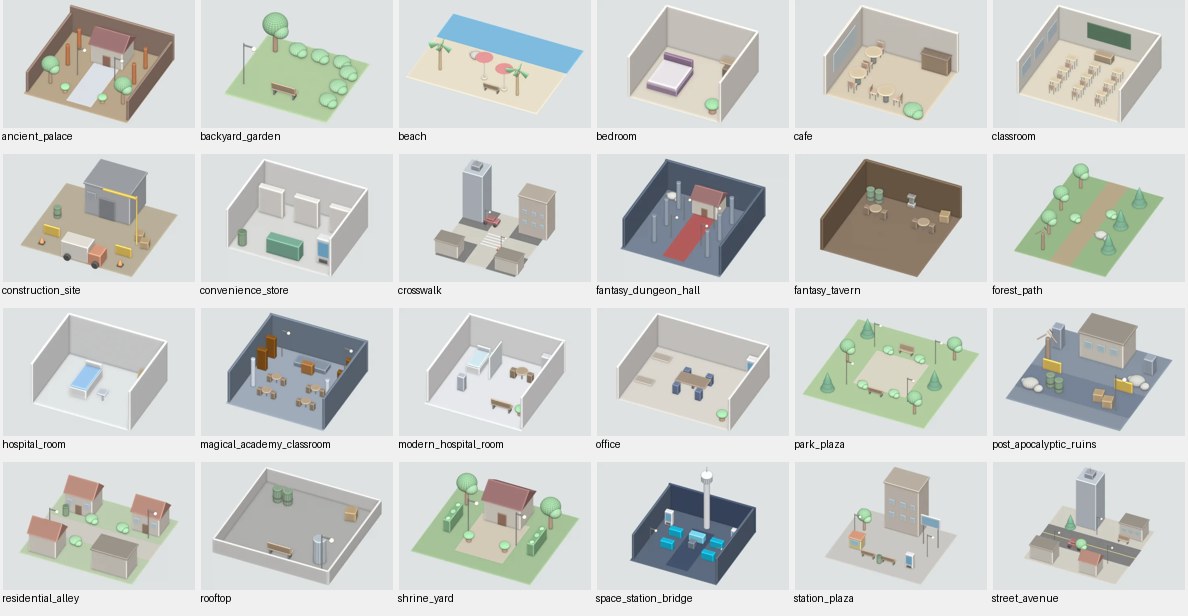 ancient_palace
backyard_garden
beach
bedroom
cafe
classroom
construction_site
convenience_store
crosswalk
fantasy_dungeon_hall
fantasy_tavern
forest_path
hospital_room
magical_academy_classroom
modern_hospital_room
office
park_plaza
post_apocalyptic_ruins
residential_alley
rooftop
shrine_yard
space_station_bridge
station_plaza
street_avenue